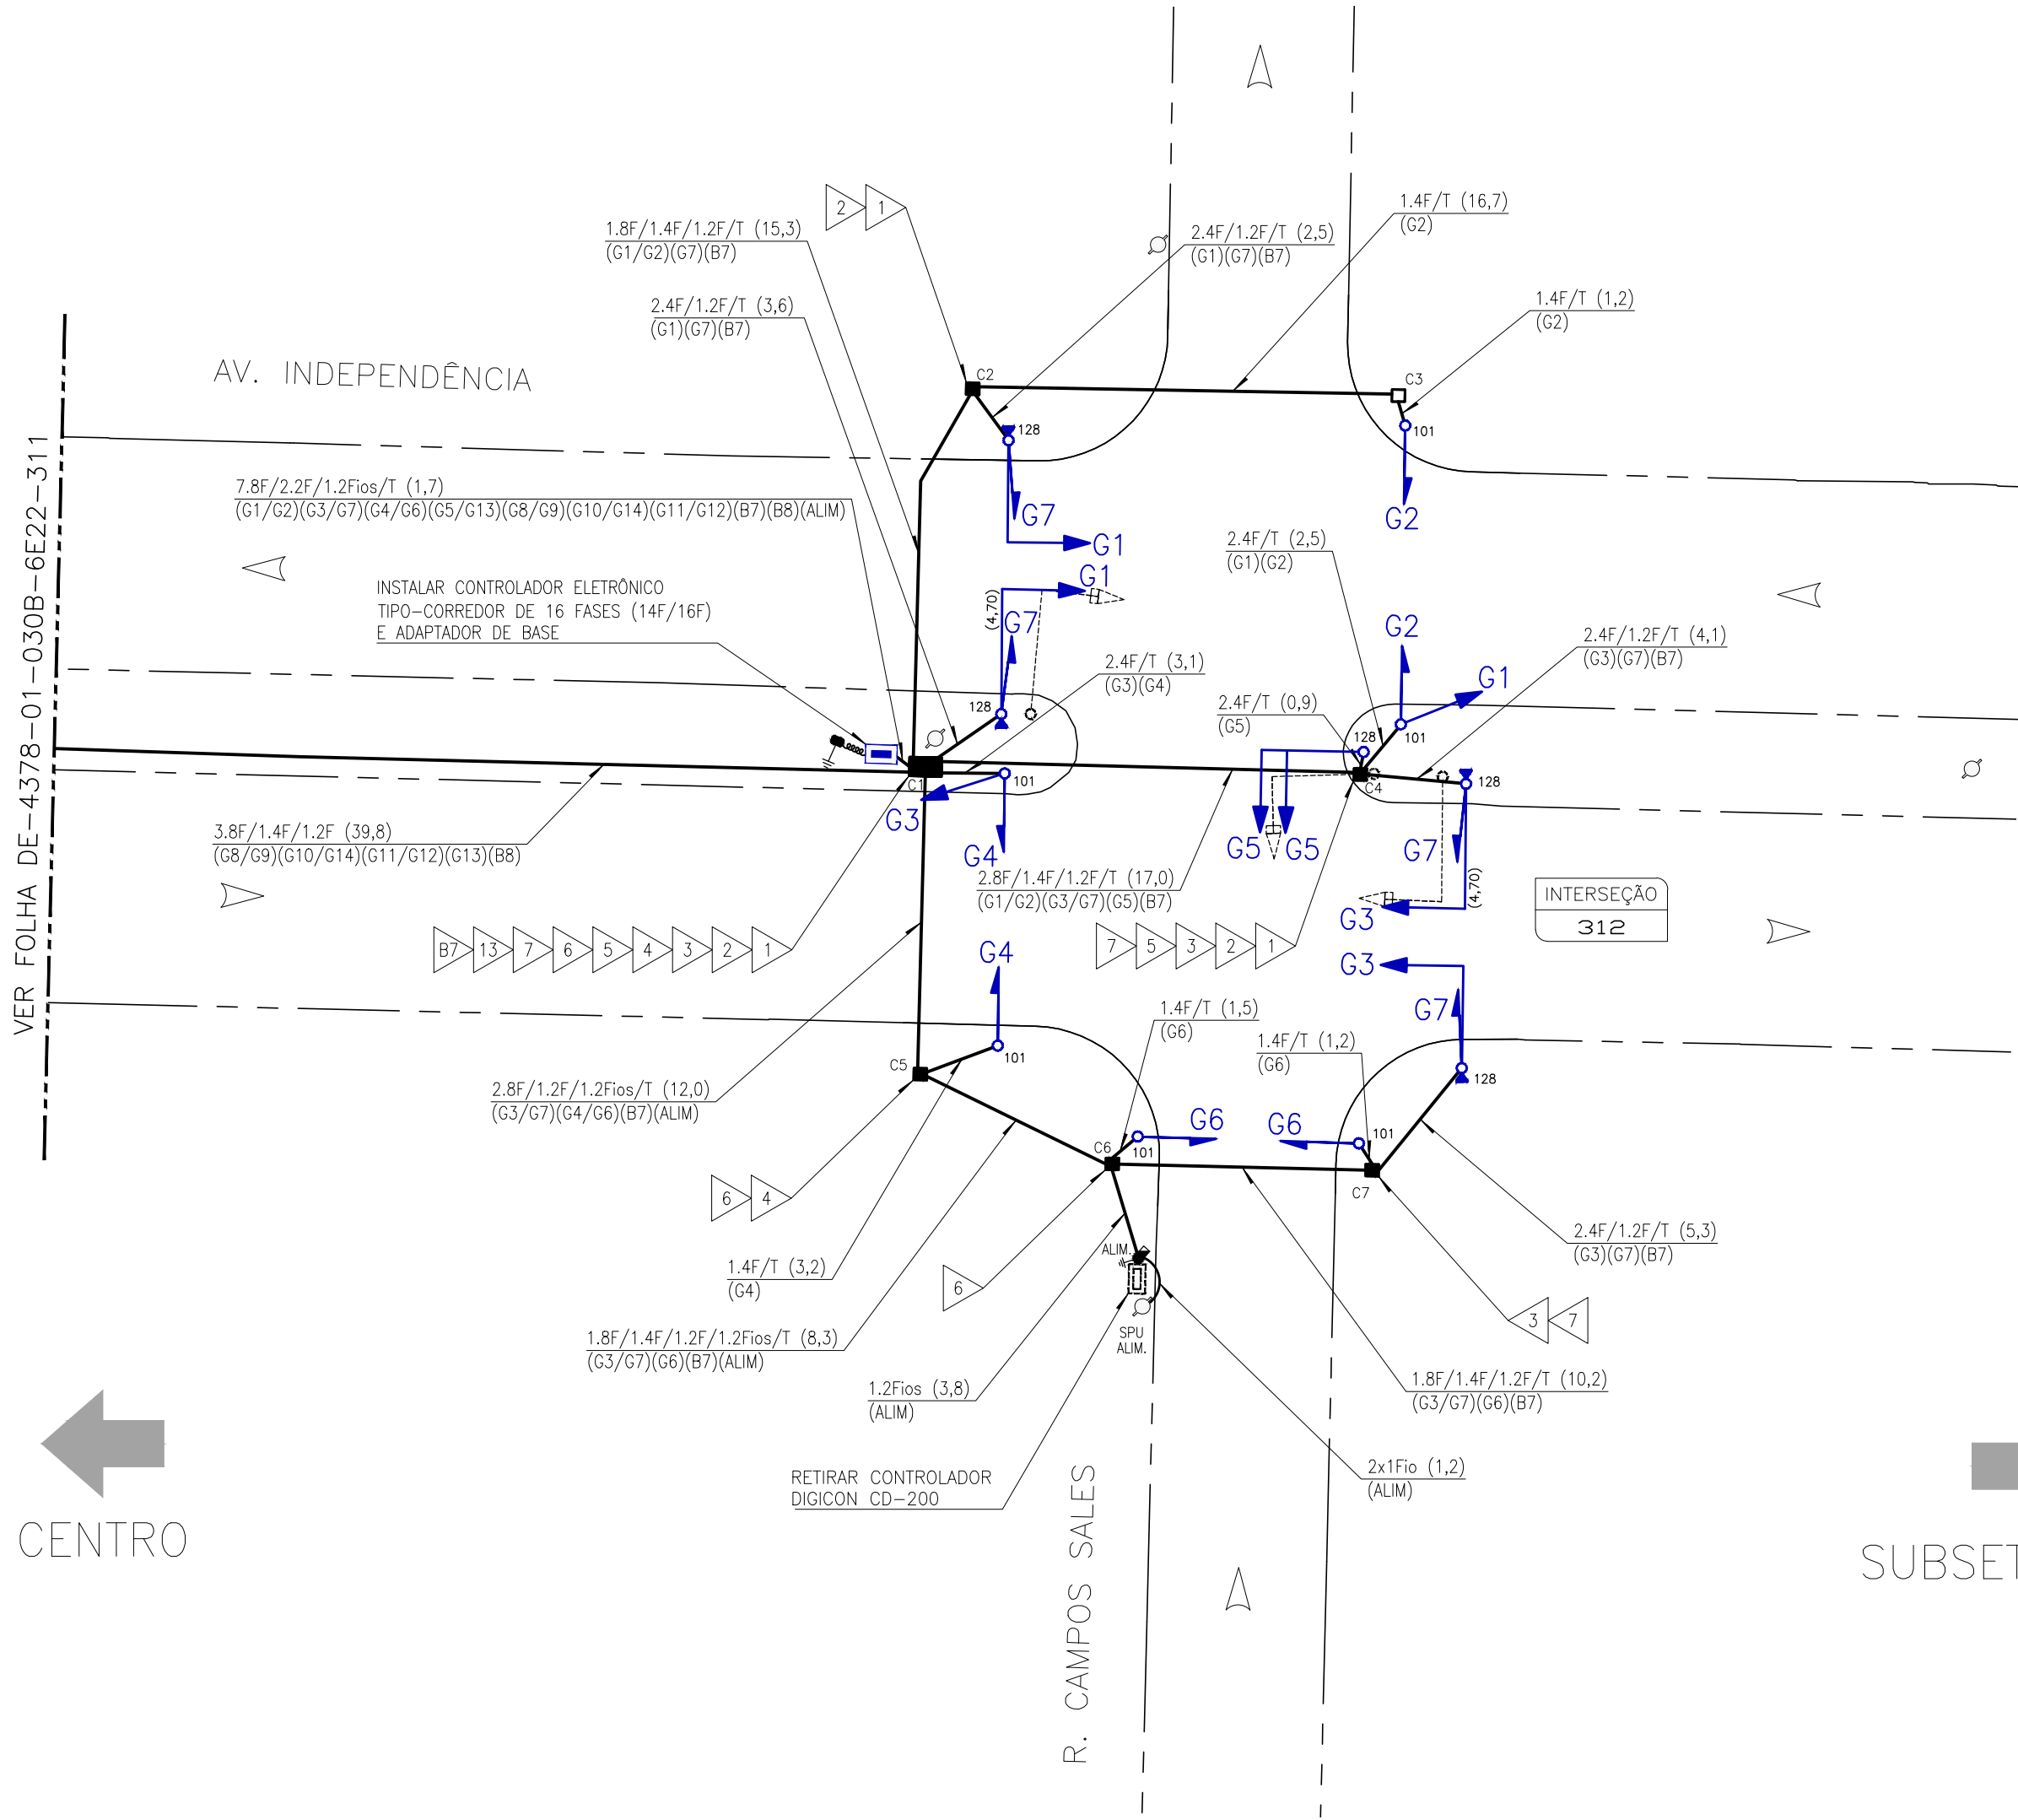 2
1
1.8F/1.4F/1.2F/T (15,3)
(G1/G2)(G7)(B7)
2.4F/1.2F/T (2,5)
(G1)(G7)(B7)
1.4F/T (16,7)
(G2)
2.4F/1.2F/T (3,6)
(G1)(G7)(B7)
1.4F/T (1,2)
(G2)
AV. INDEPENDÊNCIA
C2
C3
128
101
VER FOLHA DE-4378-01-030B-6E22-311
7.8F/2.2F/1.2Fios/T (1,7)
(G1/G2)(G3/G7)(G4/G6)(G5/G13)(G8/G9)(G10/G14)(G11/G12)(B7)(B8)(ALIM)
G7
G2
G1
2.4F/T (2,5)
(G1)(G2)
INSTALAR CONTROLADOR ELETRÔNICO
TIPO-CORREDOR DE 16 FASES (14F/16F)
E ADAPTADOR DE BASE
G1
(4,70)
G7
G2
2.4F/1.2F/T (4,1)
(G3)(G7)(B7)
2.4F/T (3,1)
(G3)(G4)
G1
2.4F/T (0,9)
(G5)
128
128
101
C1
101
C4
128
G3
3.8F/1.4F/1.2F (39,8)
(G8/G9)(G10/G14)(G11/G12)(G13)(B8)
G4
G5
G5
G7
2.8F/1.4F/1.2F/T (17,0)
(G1/G2)(G3/G7)(G5)(B7)
(4,70)
G3
INTERSEÇÃO
312
B7
13
7
6
5
4
3
2
1
7
5
3
2
1
G4
G3
G7
1.4F/T (1,5)
(G6)
1.4F/T (1,2)
(G6)
101
C5
128
2.8F/1.2F/1.2Fios/T (12,0)
(G3/G7)(G4/G6)(B7)(ALIM)
G6
G6
C6
101
101
C7
6
4
2.4F/1.2F/T (5,3)
(G3)(G7)(B7)
ALIM.
1.4F/T (3,2)
(G4)
6
3
7
SPU
ALIM.
1.8F/1.4F/1.2F/1.2Fios/T (8,3)
(G3/G7)(G6)(B7)(ALIM)
1.2Fios (3,8)
(ALIM)
1.8F/1.4F/1.2F/T (10,2)
(G3/G7)(G6)(B7)
RETIRAR CONTROLADOR
DIGICON CD-200
2x1Fio (1,2)
(ALIM)
R. CAMPOS SALES
CENTRO
SUBSET